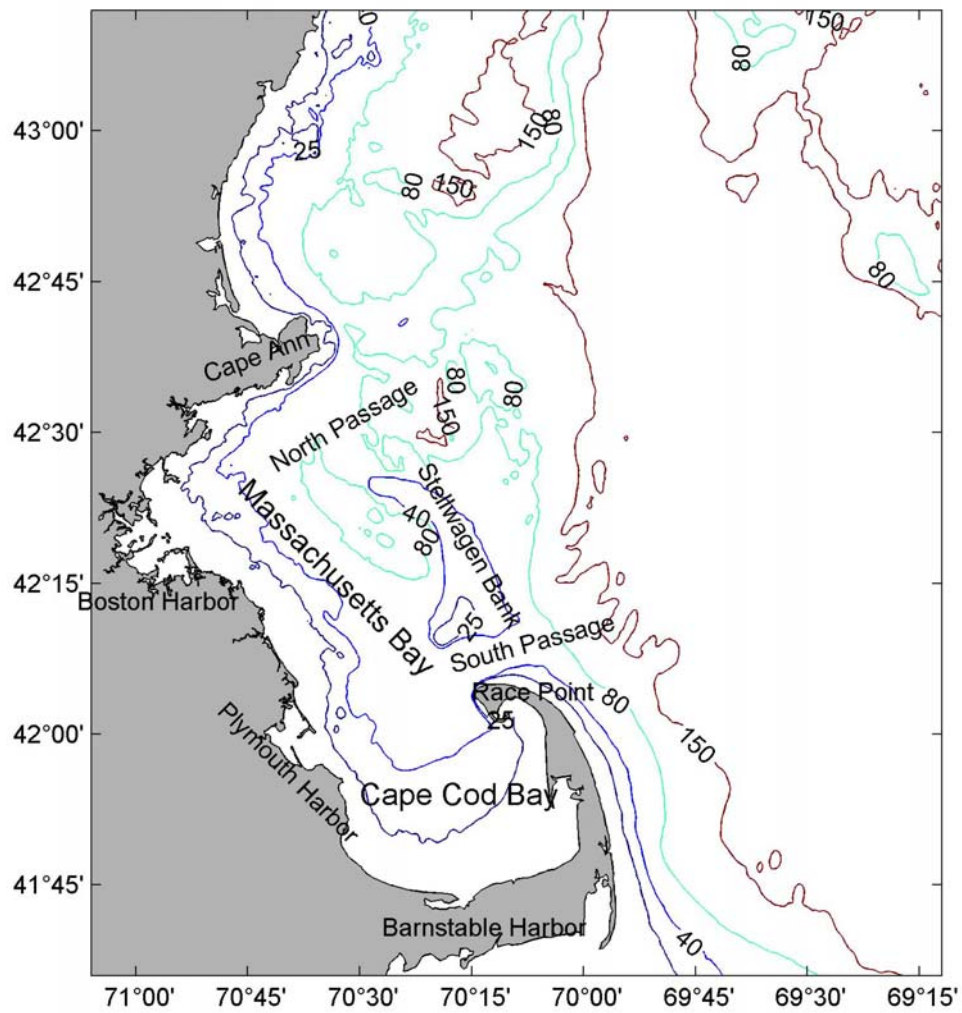 80
150
80
43°00'
25
150
80
80
150
42°45'
80
Cape Ann
80
80
150
42°30'
North Passage
Stellwagen Bank
40
80
Massachusetts Bay
42°15'
Boston Harbor
25
South Passage
Race Point
80
25
42°00'
150
Plymouth Harbor
Cape Cod Bay
41°45'
Barnstable Harbor
40
71°00' 70°45' 70°30' 70°15' 70°00' 69°45' 69°30' 69°15'